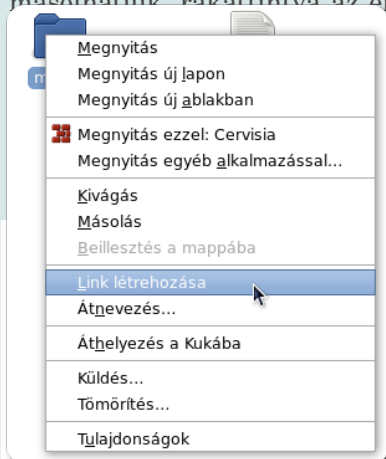 Megnyitás
Megnyitás új lapon
Megnyitás új ablakban
Megnyitás ezzel: Cervisia
Megnyitás egyéb alkalmazással...
Kivágás
Másolás
Beillesztés a mappába
Link létrehozása
Átnevezés...
Áthelyezés a Kukába
Küldés...
Tömörítés...
Tulajdonságok